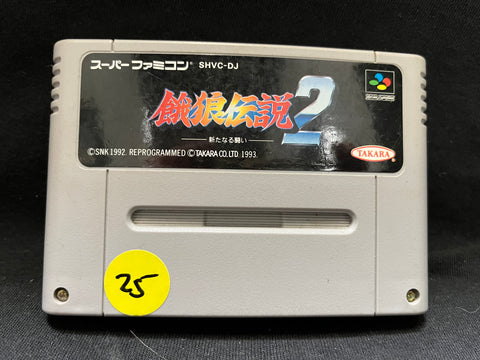 スーパーファミコン SHVC-DJ
餓狼伝説2
新たなる闘い
©SNK 1992. REPROGRAMMED ©TAKARA CO.,LTD. 1993.
TAKARA
25